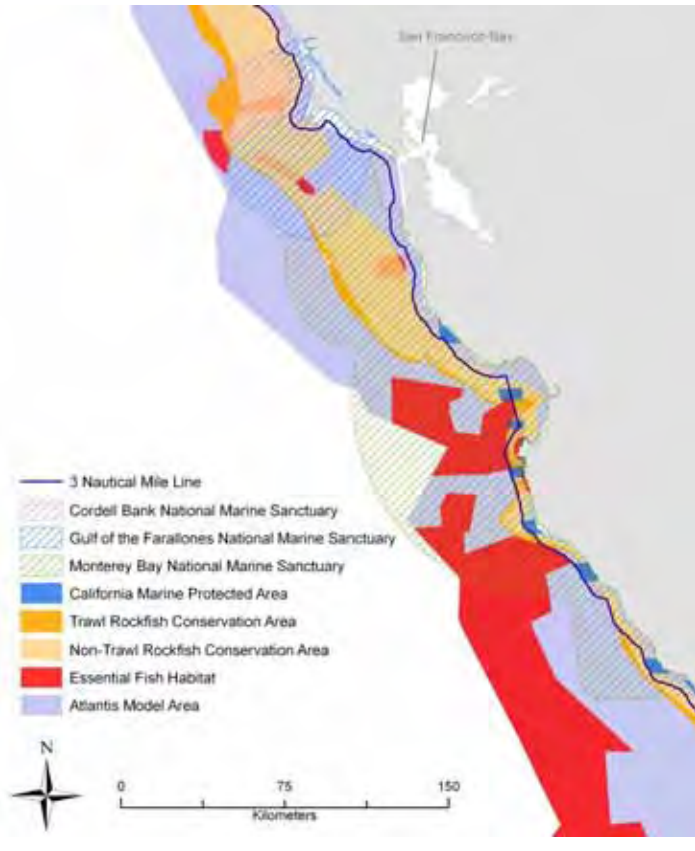 San Francisco Bay
3 Nautical Mile Line
Cordell Bank National Marine Sanctuary
Gulf of the Farallones National Marine Sanctuary
Monterey Bay National Marine Sanctuary
California Marine Protected Area
Trawl Rockfish Conservation Area
Non-Trawl Rockfish Conservation Area
Essential Fish Habitat
Atlantis Model Area
N
0 75 150
Kilometers